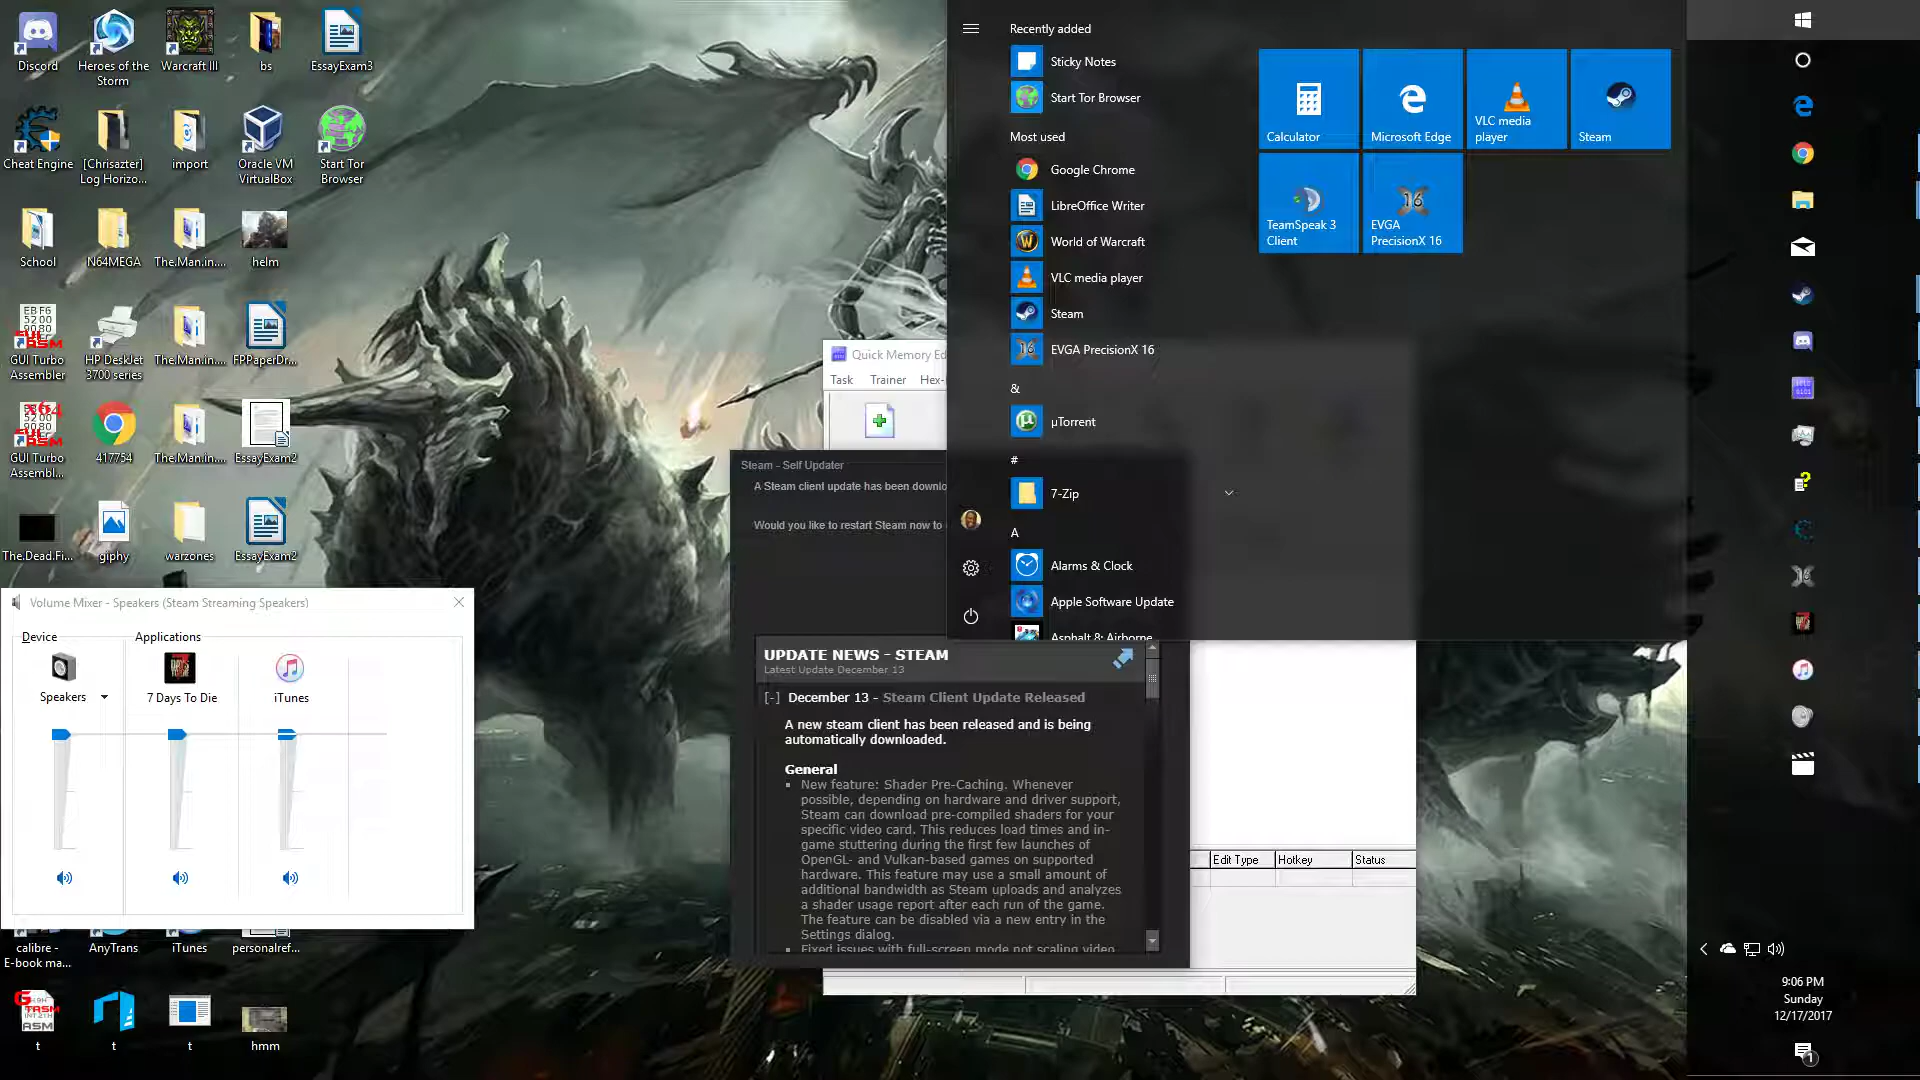 Discord
Heroes of the
Storm
Warcraft III
bs
EssayExam3
Cheat Engine
[Chrisazter]
Log Horizo...
import
Oracle VM
VirtualBox
Start Tor
Browser
School
N64MEGA
The.Man.in....
helm
GUI Turbo
Assembler
HP DeskJet
3700 series
The.Man.in....
FPPaperDr...
GUI Turbo
Assembl...
417754
The.Man.in....
EssayExam2
The.Dead.Fi...
giphy
warzones
EssayExam2
Volume Mixer - Speakers (Steam Streaming Speakers)
Device
Applications
Speakers
7 Days To Die
iTunes
calibre -
E-book ma...
AnyTrans
iTunes
personalref...
t
t
t
hmm
Quick Memory Ed
Task
Trainer
Hex-
Steam - Self Updater
A Steam client update has been downlo
Would you like to restart Steam now to
UPDATE NEWS - STEAM
Latest Update December 13
[-] December 13 - Steam Client Update Released
A new steam client has been released and is being
automatically downloaded.
General
New feature: Shader Pre-Caching. Whenever
possible, depending on hardware and driver support,
Steam can download pre-compiled shaders for your
specific video card. This reduces load times and in-
game stuttering during the first few launches of
OpenGL- and Vulkan-based games on supported
hardware. This feature may use a small amount of
additional bandwidth as Steam uploads and analyzes
a shader usage report after each run of the game.
The feature can be disabled via a new entry in the
Settings dialog.
Fixed issues with full-screen mode not scaling video
Edit Type
Hotkey
Status
Recently added
Sticky Notes
Start Tor Browser
Most used
Google Chrome
LibreOffice Writer
World of Warcraft
VLC media player
Steam
EVGA PrecisionX 16
&
µTorrent
#
7-Zip
A
Alarms & Clock
Apple Software Update
Asphalt 8: Airborne
Calculator
Microsoft Edge
VLC media
player
Steam
TeamSpeak 3
Client
EVGA
PrecisionX 16
9:06 PM
Sunday
12/17/2017
1